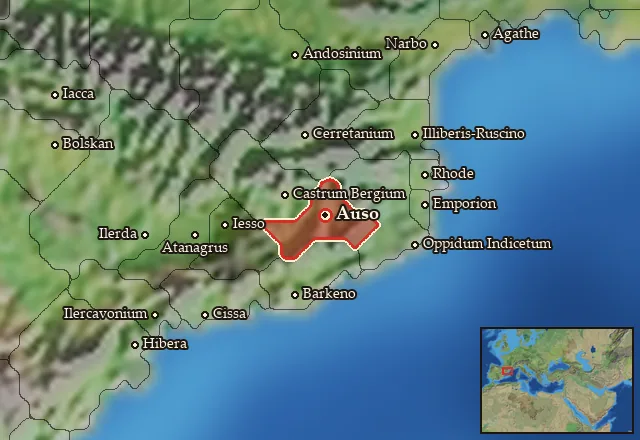 Agathe
Narbo
Andosinium
Iacca
Cerretanium
Illiberis-Ruscino
Bolskan
Rhode
Castrum Bergium
Emporion
Auso
Iesso
Ilerda
Atanagrus
Oppidum Indicetum
Barkeno
Ilercavonium
Cissa
Hibera